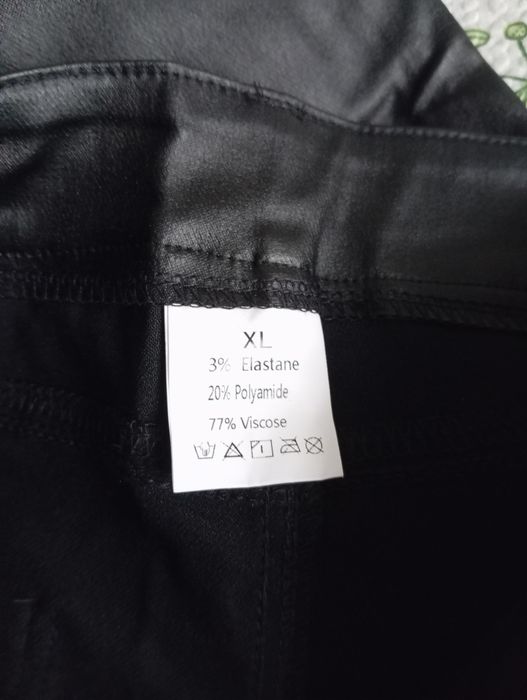 XL
3% Elastane
20% Polyamide
77% Viscose